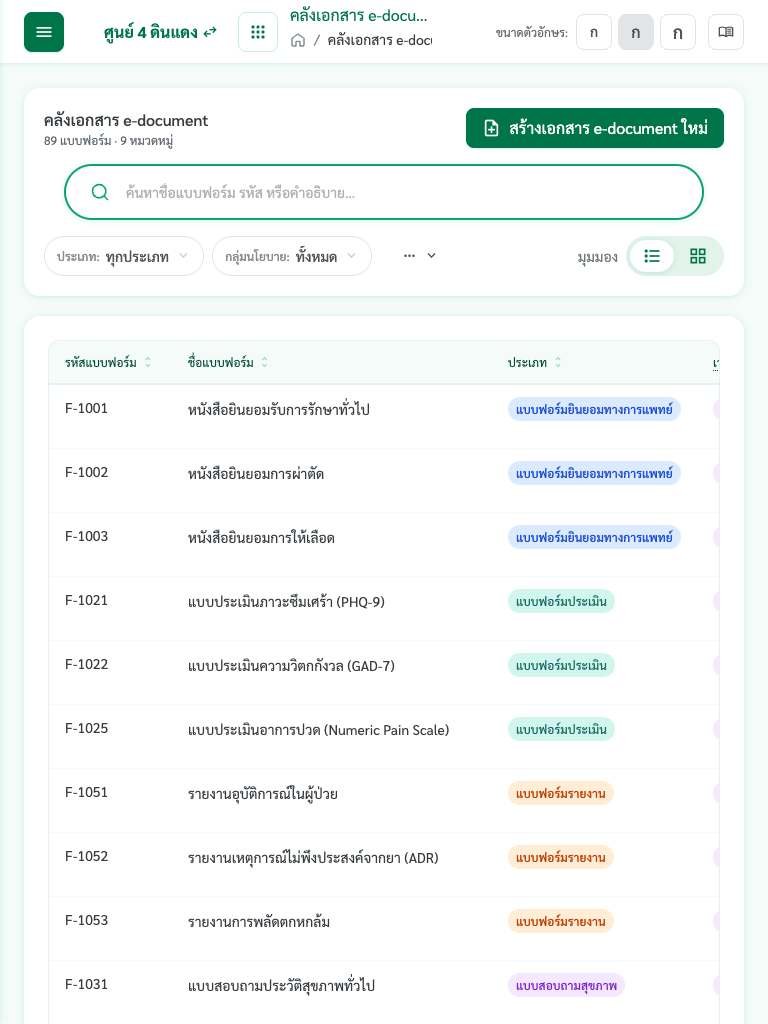 ศูนย์ 4 ดินแดง
คลังเอกสาร e-docu...
/ คลังเอกสาร e-docu
ขนาดตัวอักษร: ก ก ก
คลังเอกสาร e-document
89 แบบฟอร์ม · 9 หมวดหมู่
สร้างเอกสาร e-document ใหม่
ค้นหาชื่อแบบฟอร์ม รหัส หรือคำอธิบาย...
ประเภท: ทุกประเภท กลุ่มนโยบาย: ทั้งหมด ... มุมมอง
รหัสแบบฟอร์ม ชื่อแบบฟอร์ม ประเภท
F-1001 หนังสือยินยอมรับการรักษาทั่วไป แบบฟอร์มยินยอมทางการแพทย์
F-1002 หนังสือยินยอมการผ่าตัด แบบฟอร์มยินยอมทางการแพทย์
F-1003 หนังสือยินยอมการให้เลือด แบบฟอร์มยินยอมทางการแพทย์
F-1021 แบบประเมินภาวะซึมเศร้า (PHQ-9) แบบฟอร์มประเมิน
F-1022 แบบประเมินความวิตกกังวล (GAD-7) แบบฟอร์มประเมิน
F-1025 แบบประเมินอาการปวด (Numeric Pain Scale) แบบฟอร์มประเมิน
F-1051 รายงานอุบัติการณ์ในผู้ป่วย แบบฟอร์มรายงาน
F-1052 รายงานเหตุการณ์ไม่พึงประสงค์จากยา (ADR) แบบฟอร์มรายงาน
F-1053 รายงานการพลัดตกหกล้ม แบบฟอร์มรายงาน
F-1031 แบบสอบถามประวัติสุขภาพทั่วไป แบบสอบถามสุขภาพ